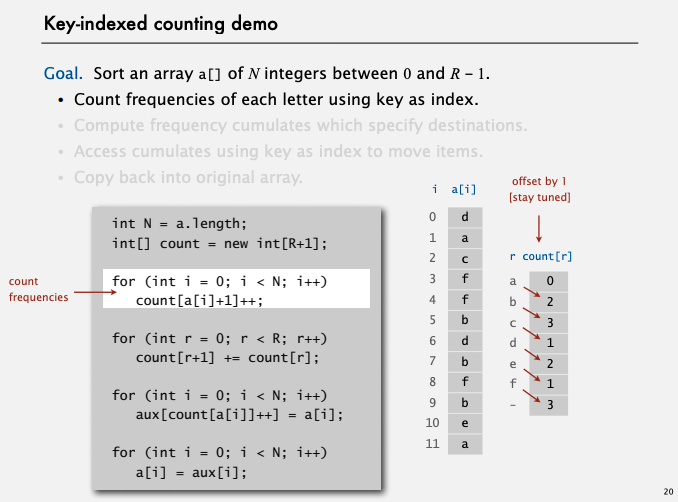 Key-indexed counting demo
Goal. Sort an array a[] of N integers between 0 and R − 1.
• Count frequencies of each letter using key as index.
• Compute frequency cumulates which specify destinations.
• Access cumulates using key as index to move items.
• Copy back into original array.
int N = a.length;
int[] count = new int[R+1];
for (int i = 0; i < N; i++)
count[a[i]+1]++;
for (int r = 0; r < R; r++)
count[r+1] += count[r];
for (int i = 0; i < N; i++)
aux[count[a[i]]++] = a[i];
for (int i = 0; i < N; i++)
a[i] = aux[i];
count
frequencies
i a[i]
0 d
1 a
2 c
3 f
4 f
5 b
6 d
7 b
8 f
9 b
10 e
11 a
offset by 1
[stay tuned]
r count[r]
a 0
b 2
c 3
d 1
e 2
f 1
– 3
20